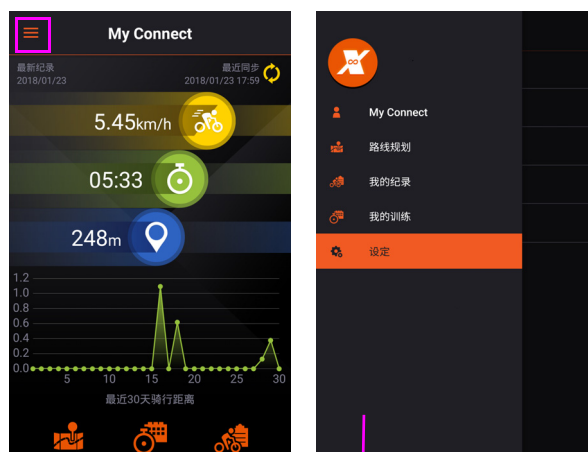 My Connect
最新纪录
2018/01/23
最近同步
2018/01/23 17:59
5.45km/h
05:33
248m
1.2
1.0
0.8
0.6
0.4
0.2
0.0
5 10 15 20 25 30
最近30天骑行距离
My Connect
路线规划
我的纪录
我的训练
设定